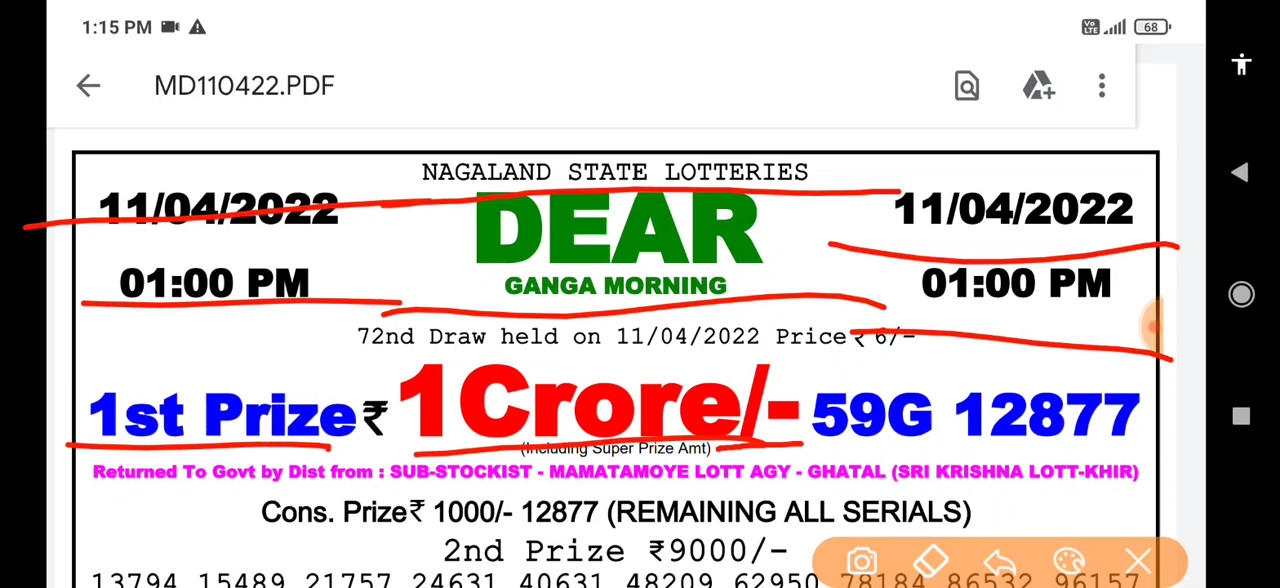 1:15 PM
Vo LTE 68
MD110422.PDF
NAGALAND STATE LOTTERIES
11/04/2022 DEAR 11/04/2022
01:00 PM GANGA MORNING 01:00 PM
72nd Draw held on 11/04/2022 Price ₹ 6/-
1st Prize ₹ 1Crore/- 59G 12877
(Including Super Prize Amt)
Returned To Govt by Dist from : SUB-STOCKIST - MAMATAMOYE LOTT AGY - GHATAL (SRI KRISHNA LOTT-KHIR)
Cons. Prize ₹ 1000/- 12877 (REMAINING ALL SERIALS)
2nd Prize ₹9000/-
13794 15489 21757 24631 40631 48209 62950 78184 86532 96157